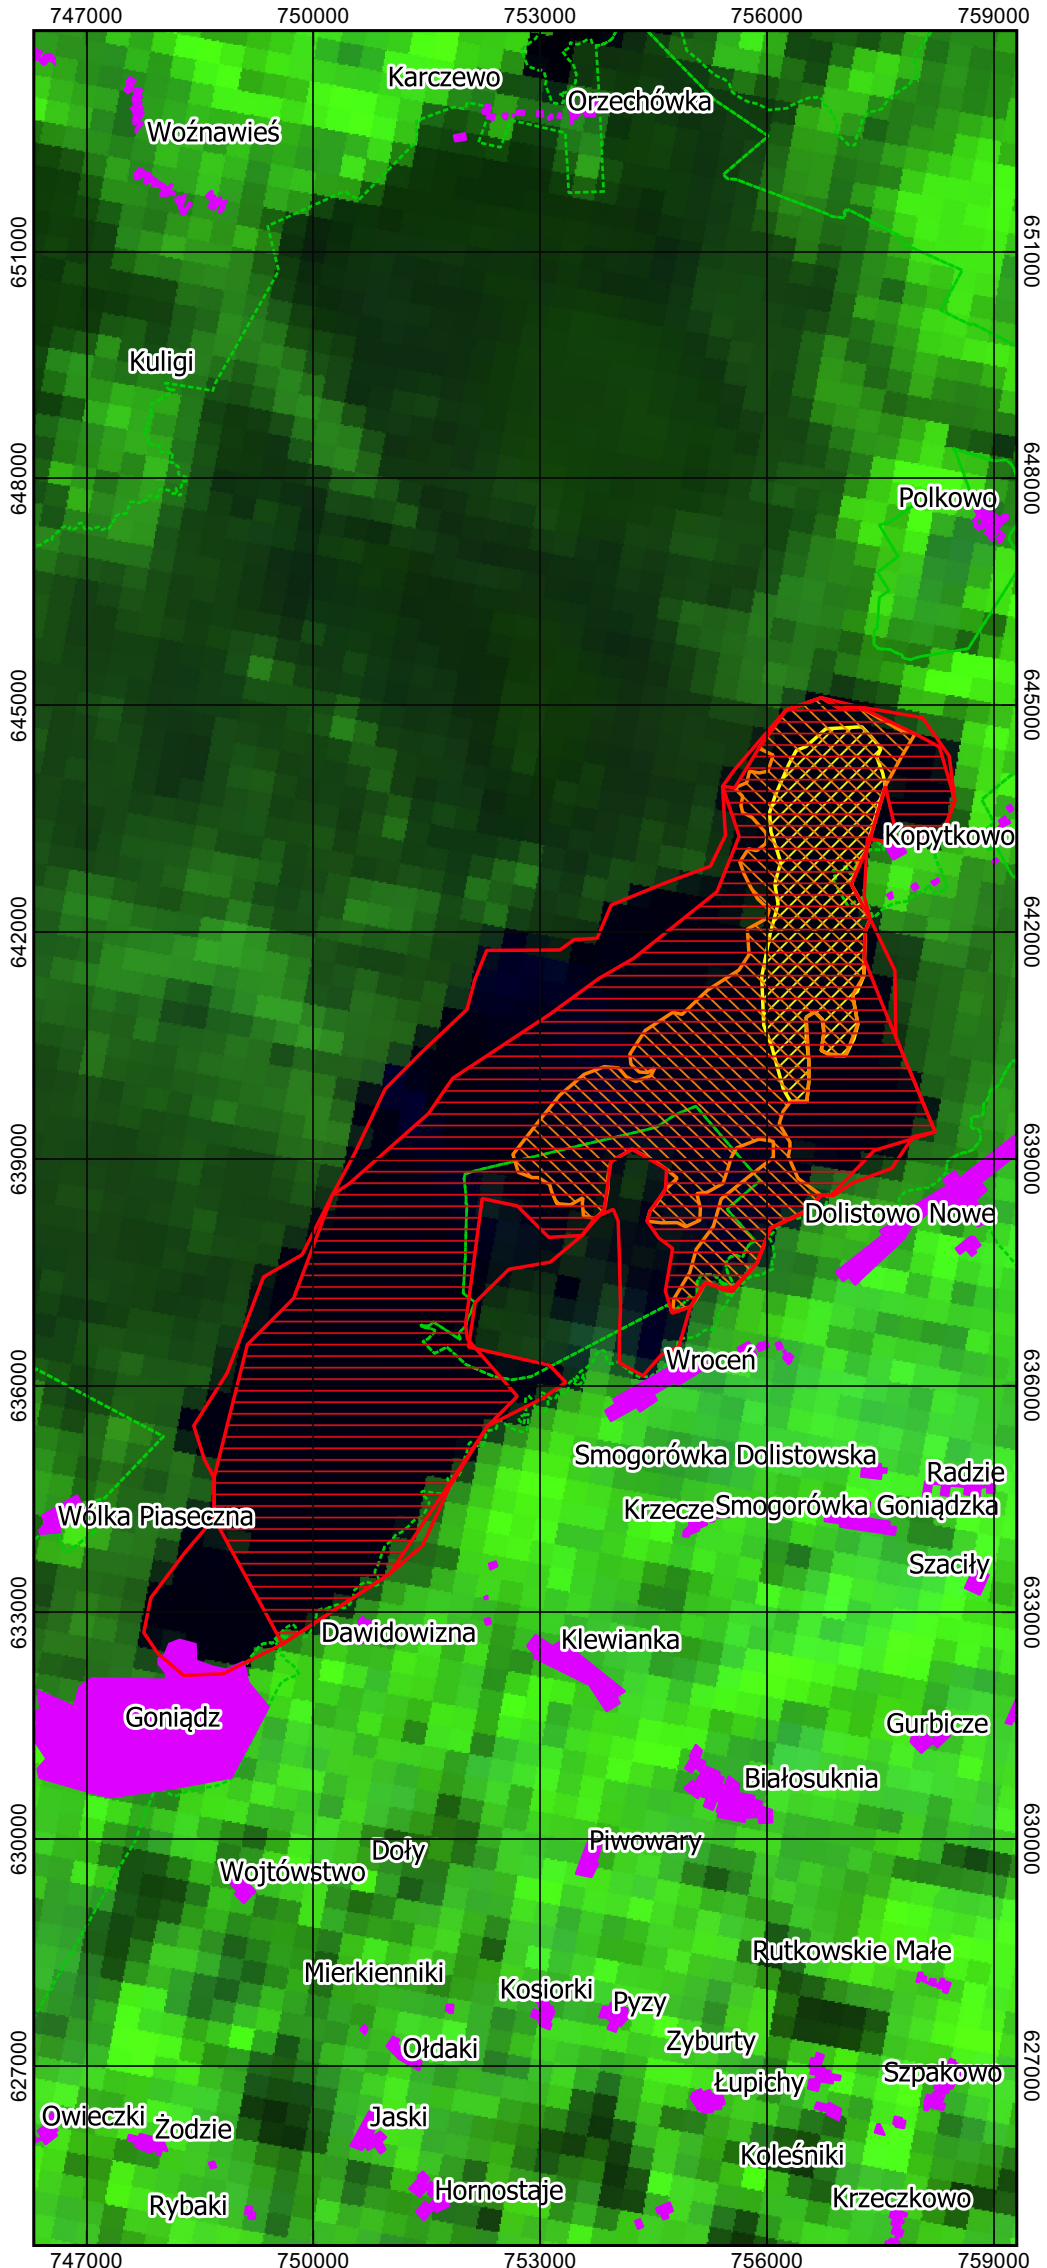 747000 750000 753000 756000 759000
Karczewo
Orzechówka
Woźnawieś
651000 651000
Kuligi
648000 648000
Polkowo
645000 645000
Kopytkowo
642000 642000
639000 639000
Dolistowo Nowe
Wroceń
636000 636000
Smogorówka Dolistowska
Radzie
Krzecze
Smogorówka Goniądzka
Wólka Piaseczna
Szaciły
633000 633000
Dawidowizna
Klewianka
Goniądz
Gurbicze
Białosuknia
630000 630000
Piwowary
Doły
Wojtówstwo
Rutkowskie Małe
Mierkienniki
Kosiorki
Pyzy
Zyburty
Ołdaki
627000 627000
Szpakowo
Łupichy
Owieczki
Jaski
Żodzie
Koleśniki
Hornostaje
Krzeczkowo
Rybaki
747000 750000 753000 756000 759000